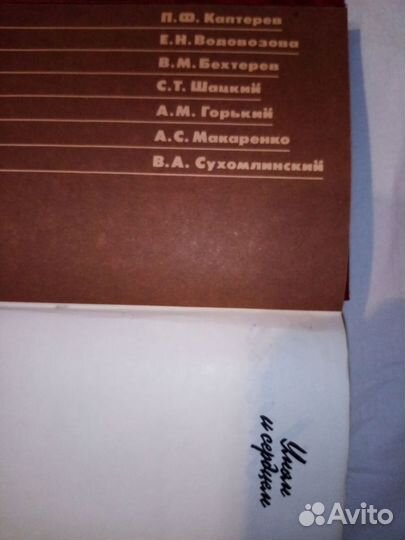 П.Ф. Каптерев
Е.Н. Водовозова
В.М. Бехтерев
С.Т. Шацкий
А.М. Горький
А.С. Макаренко
В.А. Сухомлинский
Умом
и сердцем
Avito